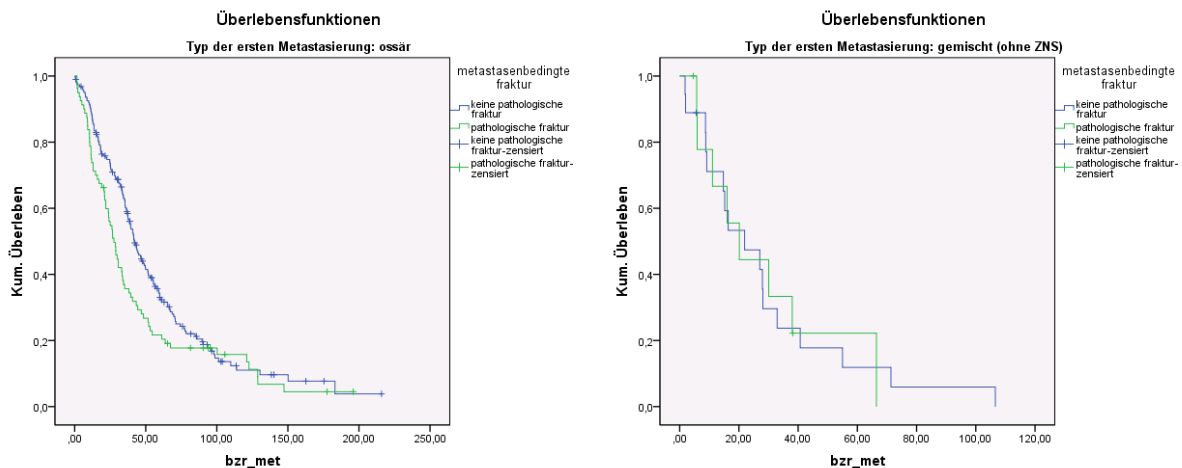 Überlebensfunktionen
Typ der ersten Metastasierung: ossär
metastasenbedingte
fraktur
keine pathologische
fraktur
pathologische fraktur
keine pathologische
fraktur-zensiert
pathologische fraktur-
zensiert
Kum. Überleben
1,0
0,8
0,6
0,4
0,2
0,0
,00
50,00
100,00
150,00
200,00
250,00
bzr_met
Überlebensfunktionen
Typ der ersten Metastasierung: gemischt (ohne ZNS)
metastasenbedingte
fraktur
keine pathologische
fraktur
pathologische fraktur
keine pathologische
fraktur-zensiert
pathologische fraktur-
zensiert
Kum. Überleben
1,0
0,8
0,6
0,4
0,2
0,0
,00
20,00
40,00
60,00
80,00
100,00
120,00
bzr_met